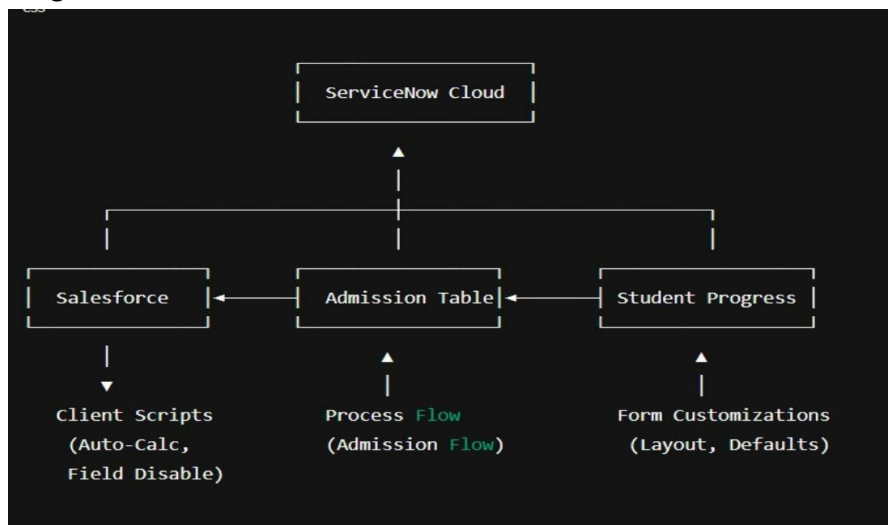 css
ServiceNow Cloud
Salesforce
Admission Table
Student Progress
Client Scripts
(Auto-Calc,
Field Disable)
Process Flow
(Admission Flow)
Form Customizations
(Layout, Defaults)